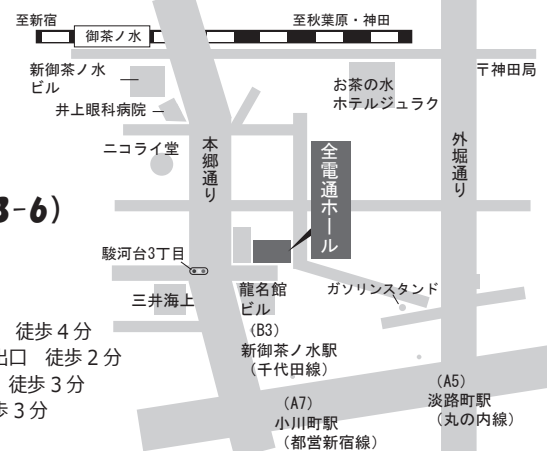 至新宿
至秋葉原・神田
御茶ノ水
新御茶ノ水
ビル
〒神田局
お茶の水
ホテルジュラク
井上眼科病院
ニコライ堂
本郷通り
外堀通り
全電通ホール
3-6)
駿河台3丁目
三井海上
龍名館
ビル
ガソリンスタンド
(B3)
新御茶ノ水駅
(千代田線)
徒歩4分
出口 徒歩2分
徒歩3分
歩3分
(A7)
小川町駅
(都営新宿線)
(A5)
淡路町駅
(丸の内線)